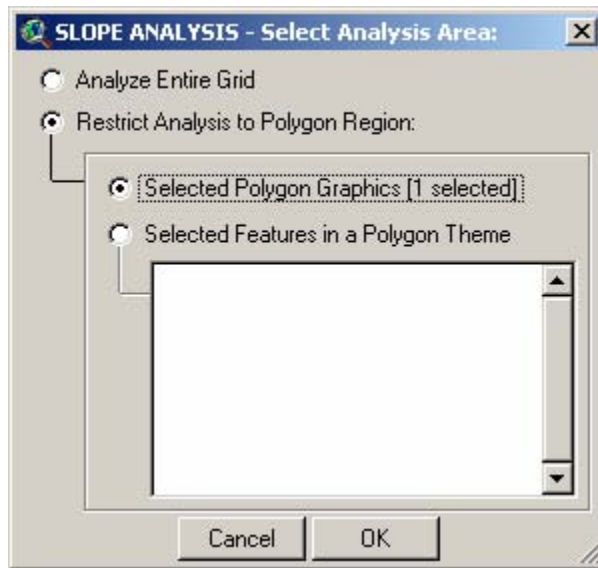 SLOPE ANALYSIS - Select Analysis Area:
Analyze Entire Grid
Restrict Analysis to Polygon Region:
Selected Polygon Graphics [1 selected]
Selected Features in a Polygon Theme
Cancel OK